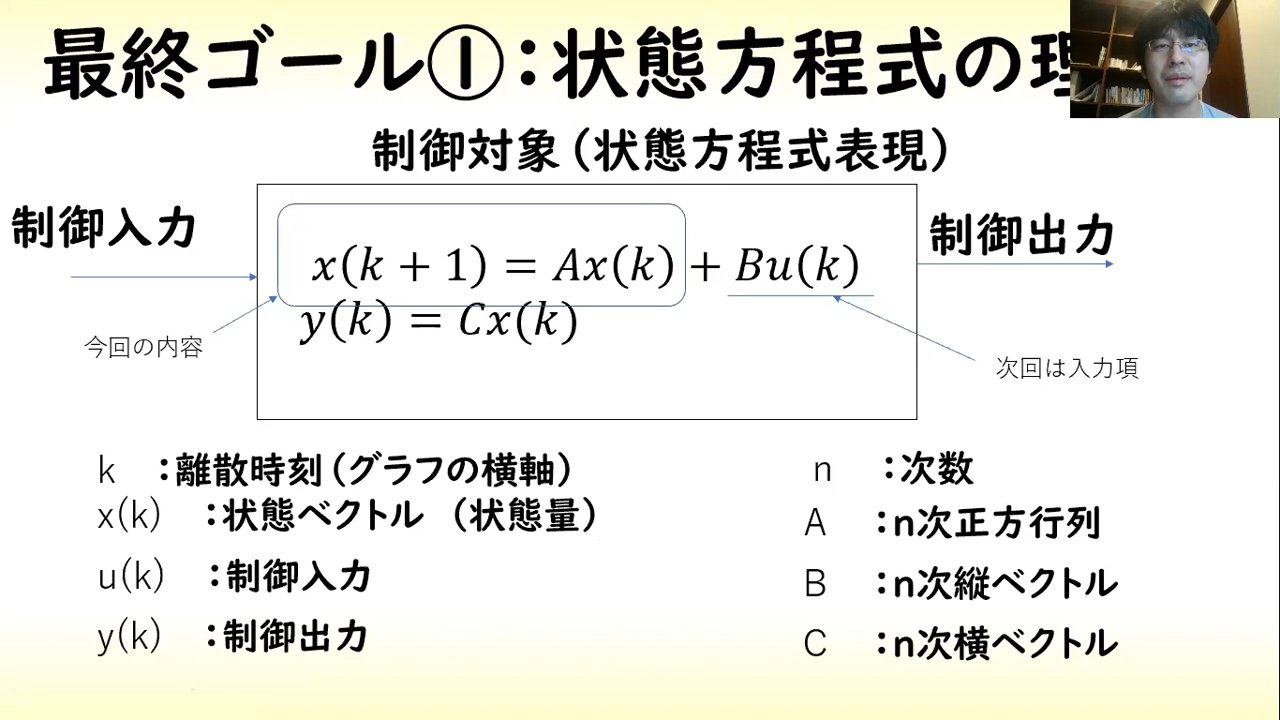 最終ゴール①：状態方程式の
制御対象（状態方程式表現）
制御入力
制御出力
x(k + 1) = Ax(k) + Bu(k)
y(k) = Cx(k)
今回の内容
次回は入力項
k ：離散時刻（グラフの横軸）
x(k) ：状態ベクトル （状態量）
u(k) ：制御入力
y(k) ：制御出力
n ：次数
A ：n次正方行列
B ：n次縦ベクトル
C ：n次横ベクトル